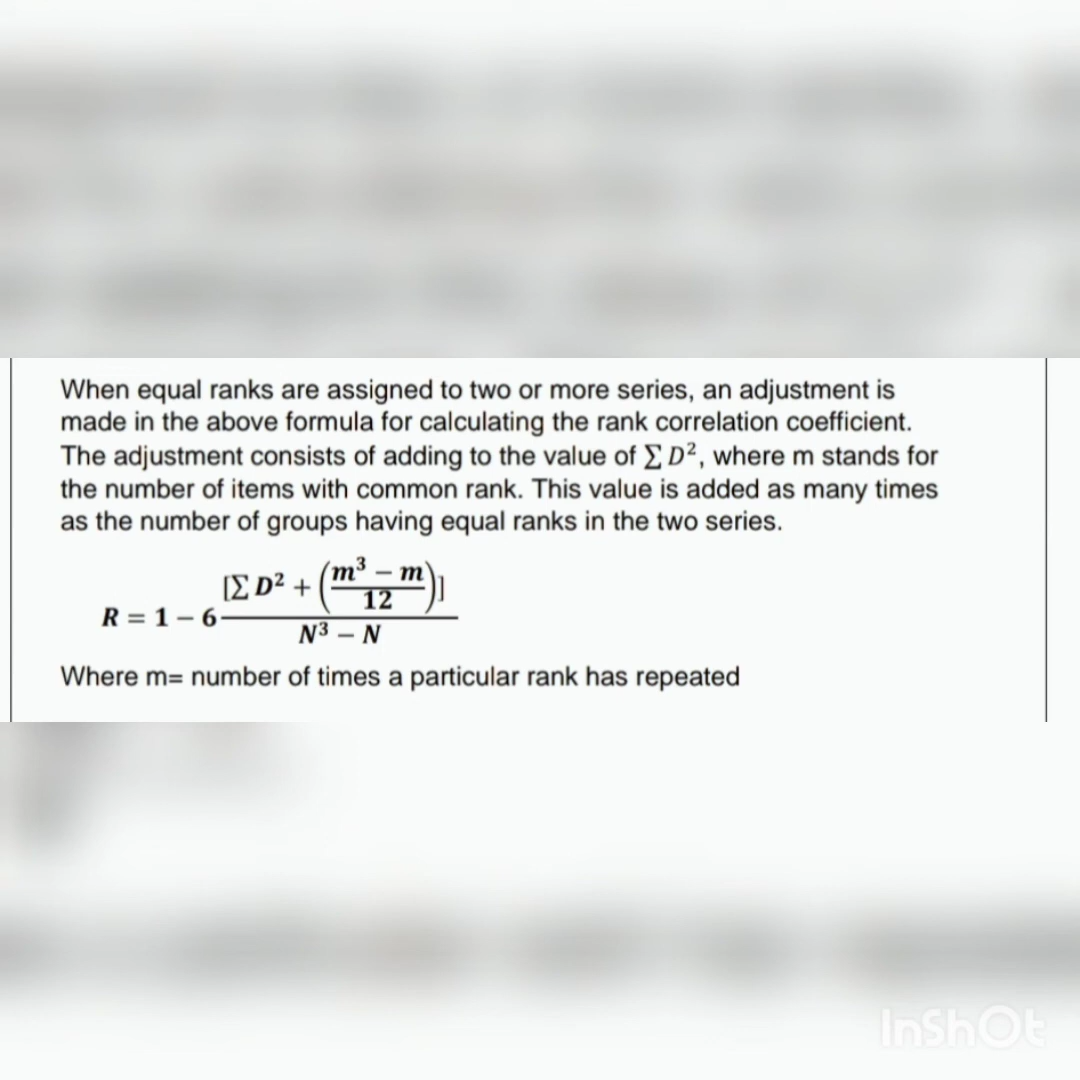 When equal ranks are assigned to two or more series, an adjustment is
made in the above formula for calculating the rank correlation coefficient.
The adjustment consists of adding to the value of ∑ D², where m stands for
the number of items with common rank. This value is added as many times
as the number of groups having equal ranks in the two series.
R = 1 − 6 [∑ D² + (m³ − m / 12)] / N³ − N
Where m= number of times a particular rank has repeated
InShOt